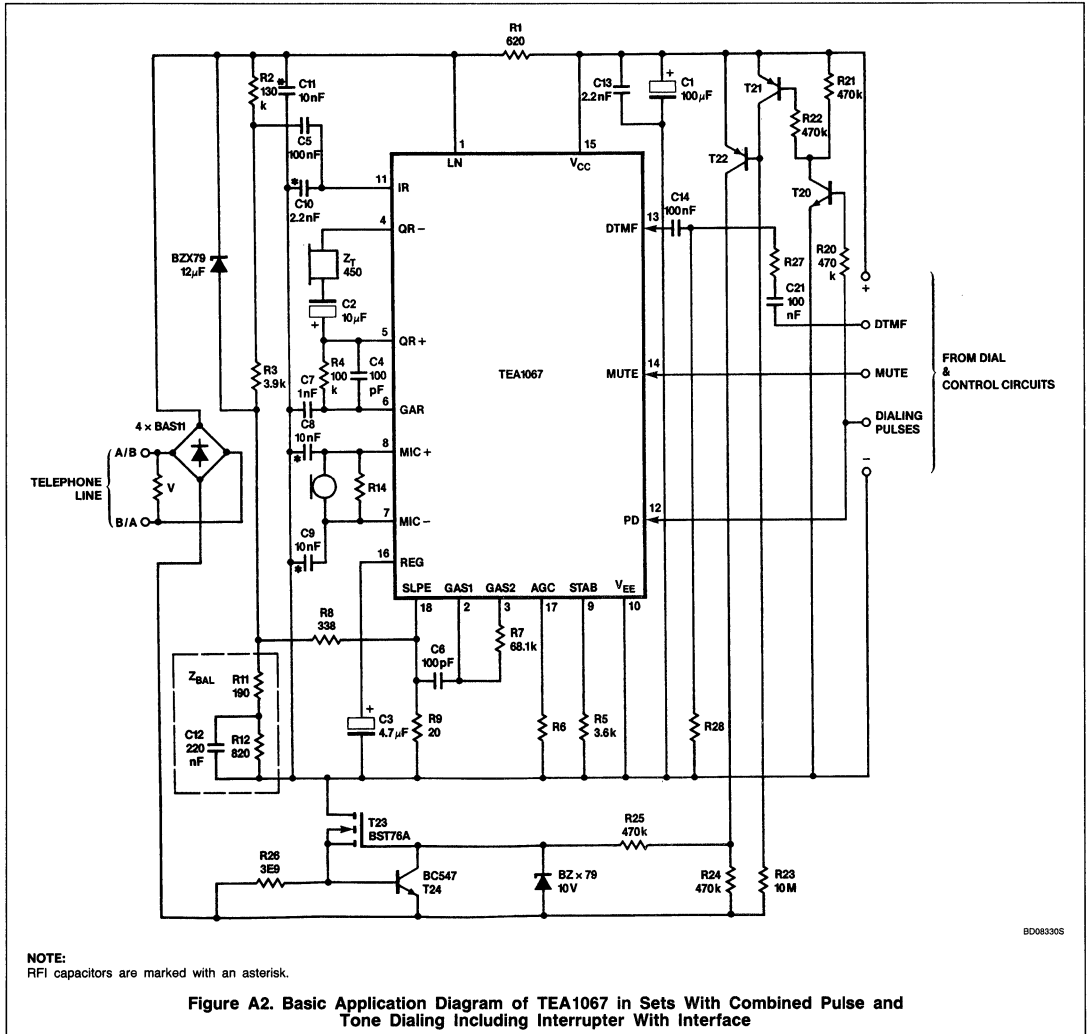 R1
620
R2
130
k
*
C11
10nF
C13
2.2nF
+
C1
100µF
T21
R21
470k
R22
470k
C5
100nF
1
LN
15
VCC
T22
*
C10
2.2nF
11
IR
T20
C14
100nF
13
DTMF
4
QR−
BZX79
12µF
ZT
450
R27
R20
470
k
+
C2
10µF
+
C21
100
nF
DTMF
5
QR+
R3
3.9k
R4
100
k
C4
100
pF
C7
1nF
TEA1067
MUTE
14
MUTE
FROM DIAL
&
CONTROL CIRCUITS
6
GAR
C8
10nF
DIALING
PULSES
4 × BAS11
A/B
*
8
MIC+
−
TELEPHONE
LINE
V
R14
B/A
7
MIC−
PD
12
C9
10nF
*
16
REG
SLPE
GAS1
GAS2
AGC
STAB
VEE
18
2
3
17
9
10
R8
338
R7
68.1k
C6
100pF
ZBAL
R11
190
+
C3
4.7µF
R9
20
R6
R5
3.6k
R28
C12
220
nF
R12
820
T23
BST76A
R25
470k
R26
3E9
BC547
T24
BZ × 79
10V
R24
470k
R23
10M
BD08330S
NOTE:
RFI capacitors are marked with an asterisk.
Figure A2. Basic Application Diagram of TEA1067 in Sets With Combined Pulse and
Tone Dialing Including Interrupter With Interface